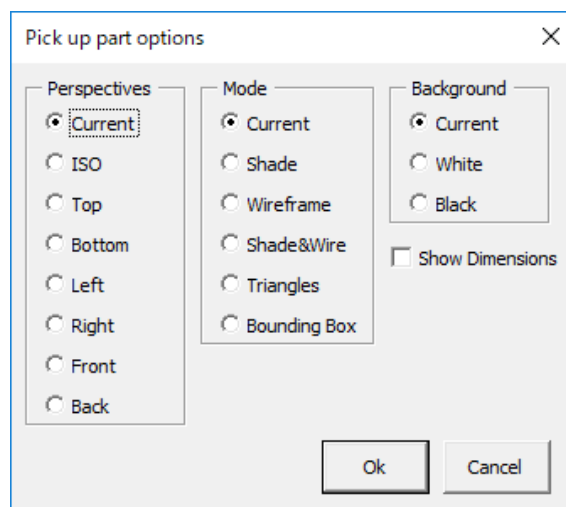 Pick up part options
Perspectives
Current
ISO
Top
Bottom
Left
Right
Front
Back
Mode
Current
Shade
Wireframe
Shade&Wire
Triangles
Bounding Box
Background
Current
White
Black
Show Dimensions
Ok
Cancel